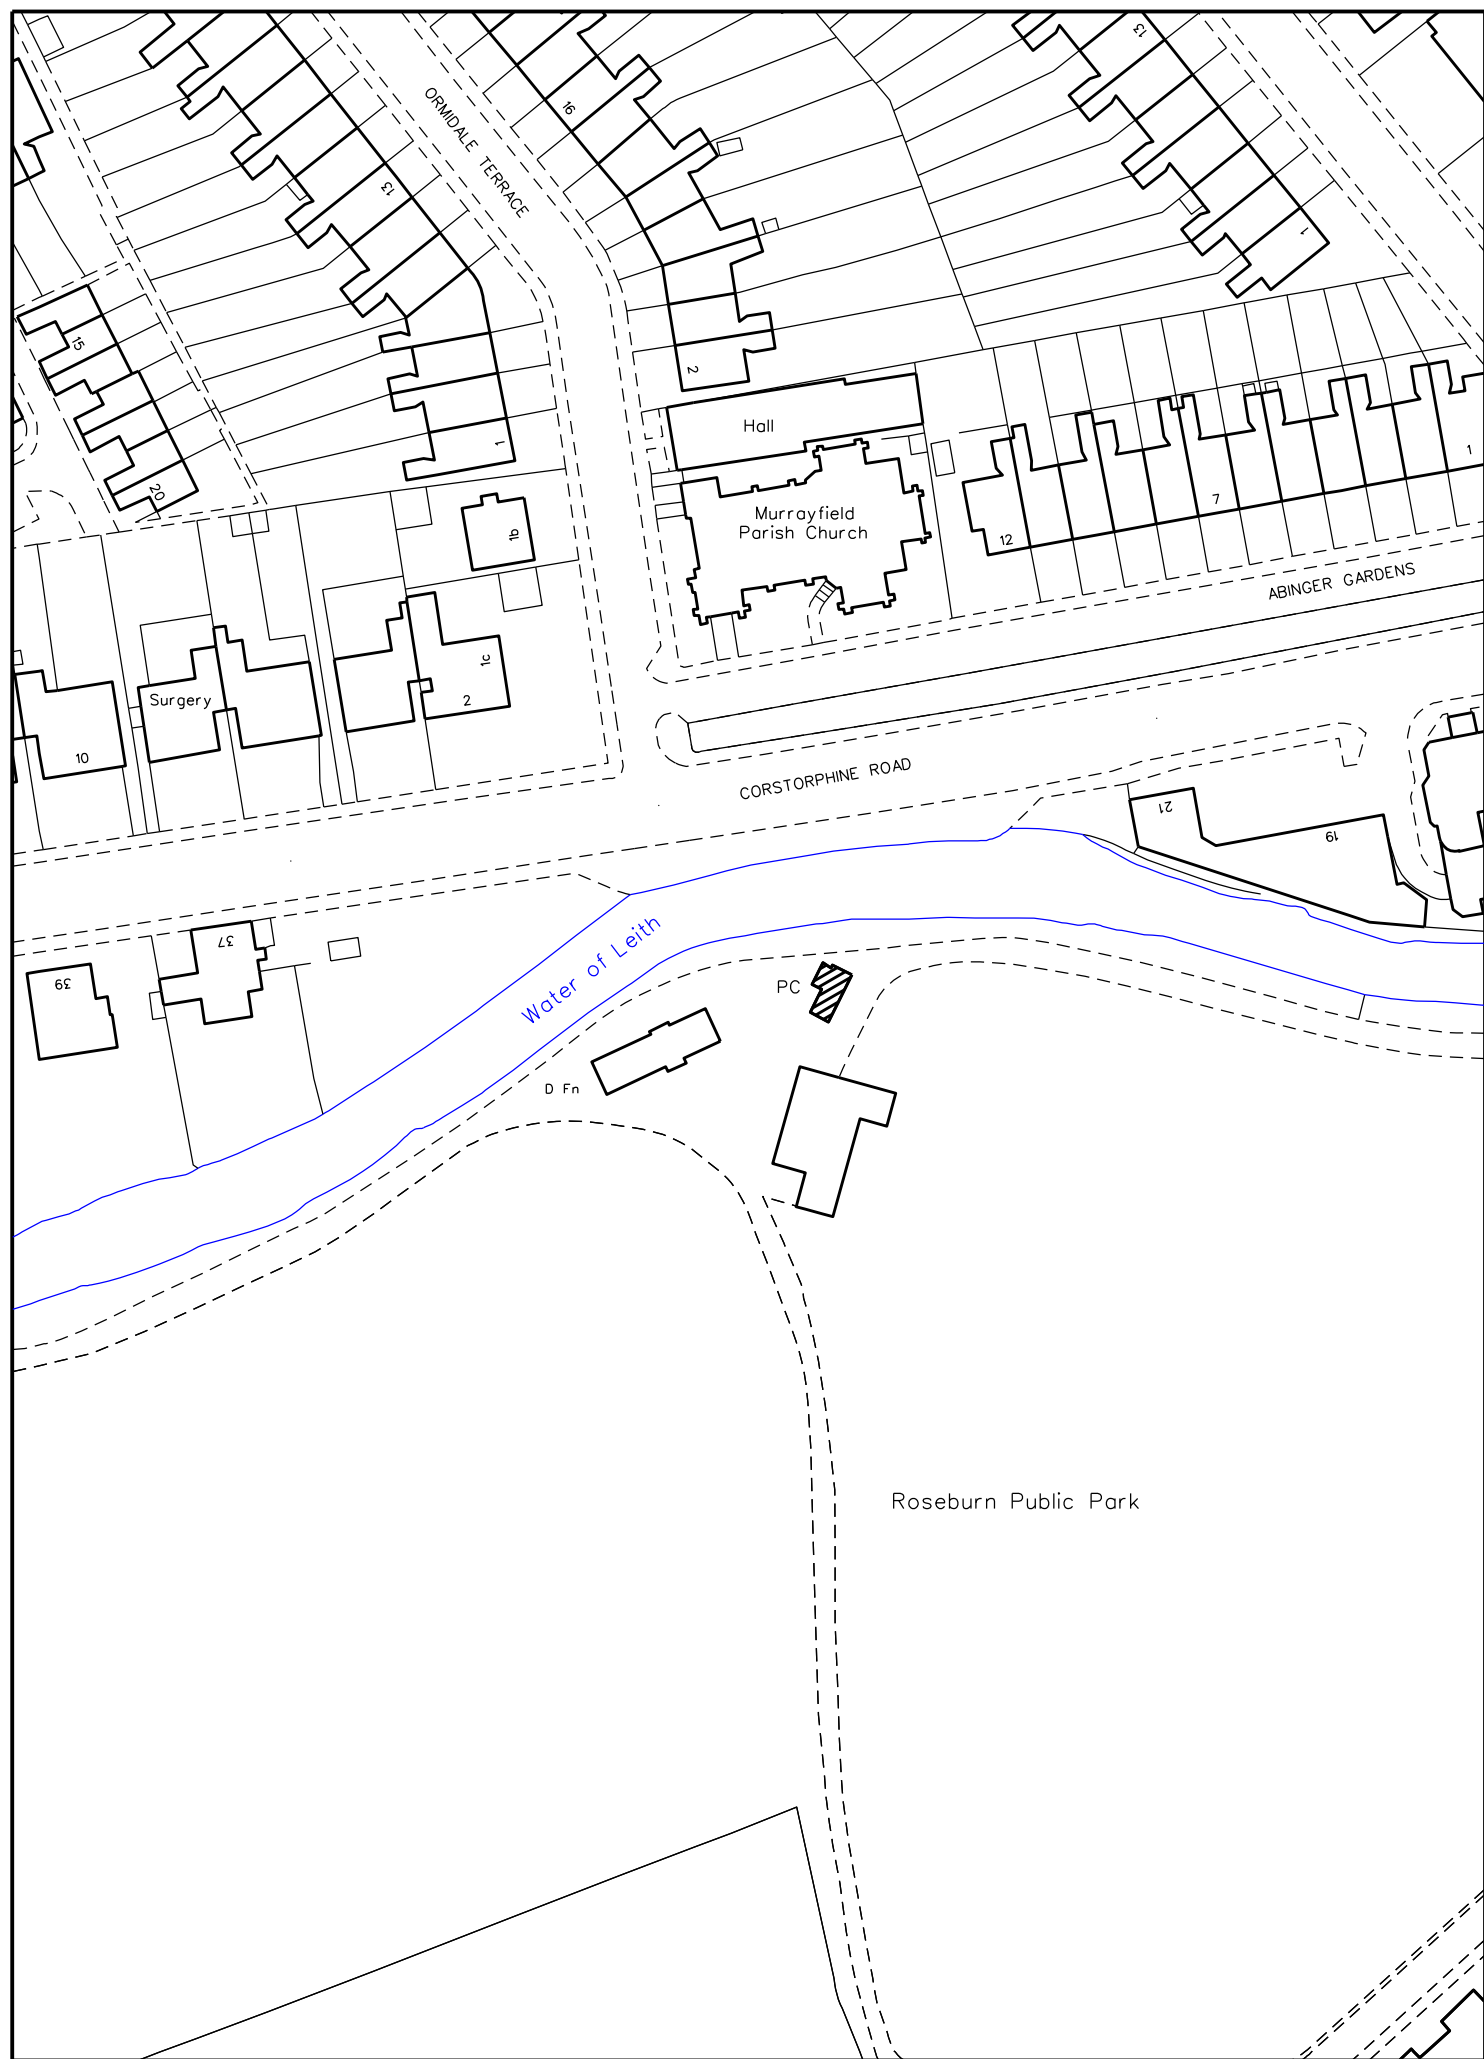 13
16
ORMIDALE TERRACE
13
1
15
2
Hall
1
20
1b
Murrayfield
Parish Church
12
7
1
ABINGER GARDENS
1c
2
Surgery
10
CORSTORPHINE ROAD
21
19
37
39
Water of Leith
PC
D Fn
Roseburn Public Park